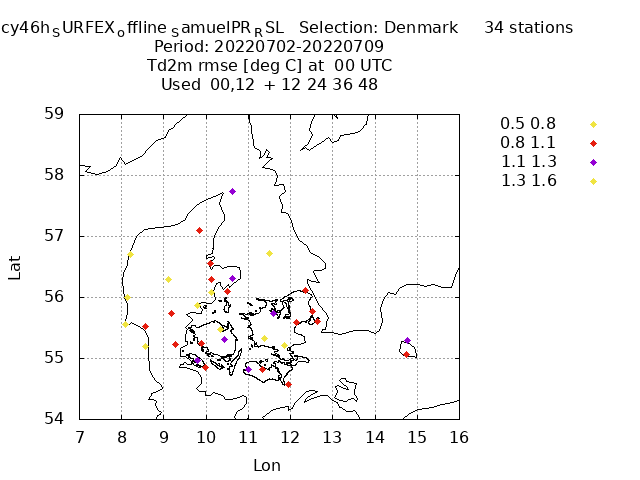 cy46hSURFEXoffline SamuelPRRSL Selection: Denmark 34 stations
Period: 20220702-20220709
Td2m rmse [deg C] at 00 UTC
Used 00,12 + 12 24 36 48
59
58
57
56
55
54
7 8 9 10 11 12 13 14 15 16
Lat
Lon
0.5 0.8
0.8 1.1
1.1 1.3
1.3 1.6